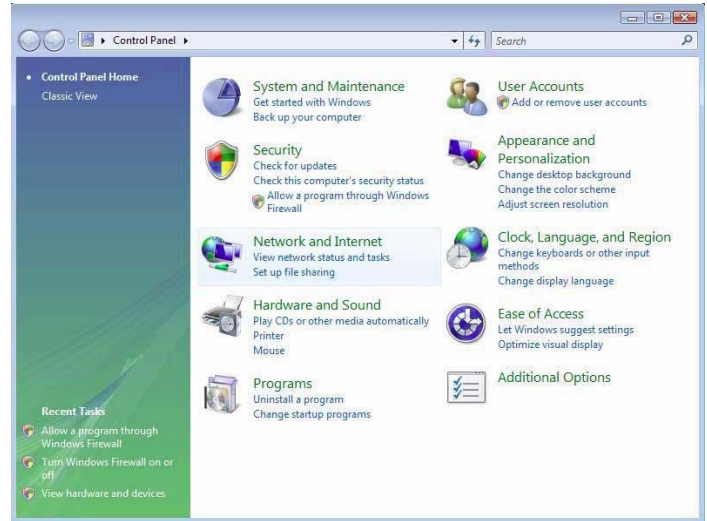 Control Panel
Search
Control Panel Home
Classic View
System and Maintenance
Get started with Windows
Back up your computer
Security
Check for updates
Check this computer's security status
Allow a program through Windows
Firewall
Network and Internet
View network status and tasks
Set up file sharing
Hardware and Sound
Play CDs or other media automatically
Printer
Mouse
Programs
Uninstall a program
Change startup programs
User Accounts
Add or remove user accounts
Appearance and
Personalization
Change desktop background
Change the color scheme
Adjust screen resolution
Clock, Language, and Region
Change keyboards or other input
methods
Change display language
Ease of Access
Let Windows suggest settings
Optimize visual display
Additional Options
Recent Tasks
Allow a program through
Windows Firewall
Turn Windows Firewall on or
off
View hardware and devices